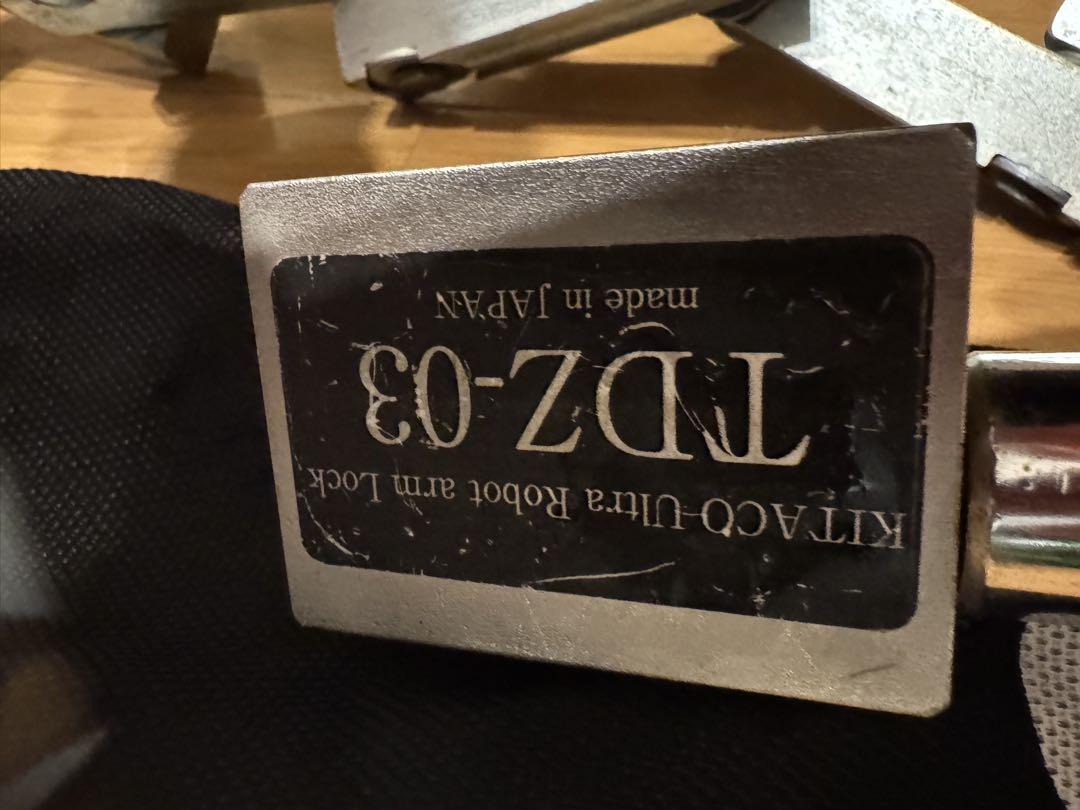 KITACO-Ultra Robot arm Lock
TDZ-03
made in JAPAN